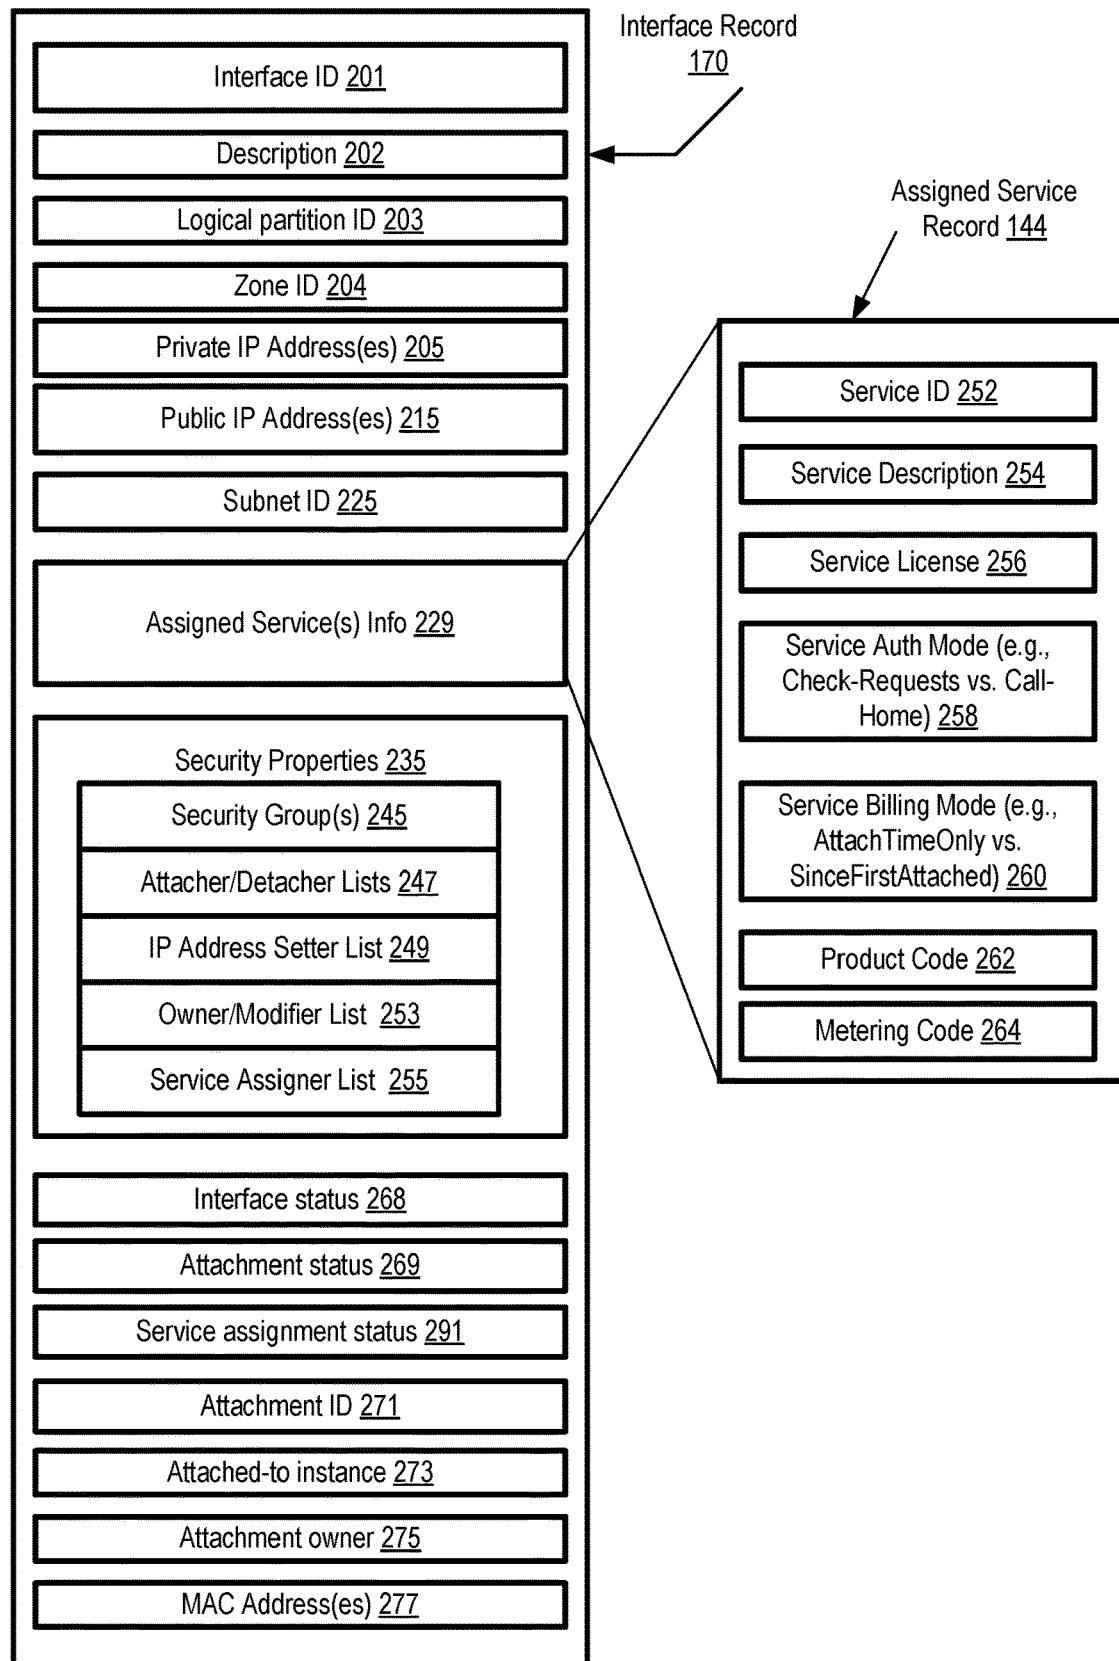 Interface Record
170
Interface ID 201
Description 202
Logical partition ID 203
Zone ID 204
Private IP Address(es) 205
Public IP Address(es) 215
Subnet ID 225
Assigned Service(s) Info 229
Security Properties 235
Security Group(s) 245
Attacher/Detacher Lists 247
IP Address Setter List 249
Owner/Modifier List 253
Service Assigner List 255
Interface status 268
Attachment status 269
Service assignment status 291
Attachment ID 271
Attached-to instance 273
Attachment owner 275
MAC Address(es) 277
Assigned Service
Record 144
Service ID 252
Service Description 254
Service License 256
Service Auth Mode (e.g.,
Check-Requests vs. Call-
Home) 258
Service Billing Mode (e.g.,
AttachTimeOnly vs.
SinceFirstAttached) 260
Product Code 262
Metering Code 264